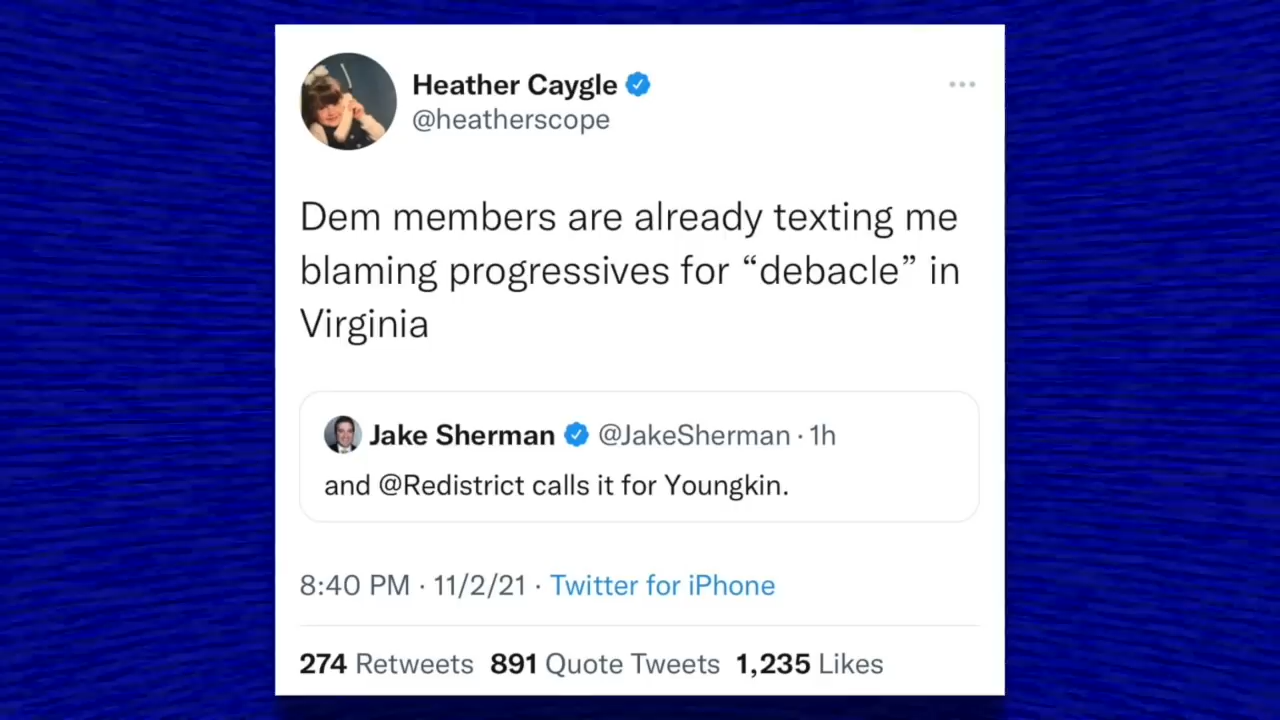 Heather Caygle
@heatherscope
Dem members are already texting me
blaming progressives for “debacle” in
Virginia
Jake Sherman @JakeSherman · 1h
and @Redistrict calls it for Youngkin.
8:40 PM · 11/2/21 · Twitter for iPhone
274 Retweets 891 Quote Tweets 1,235 Likes